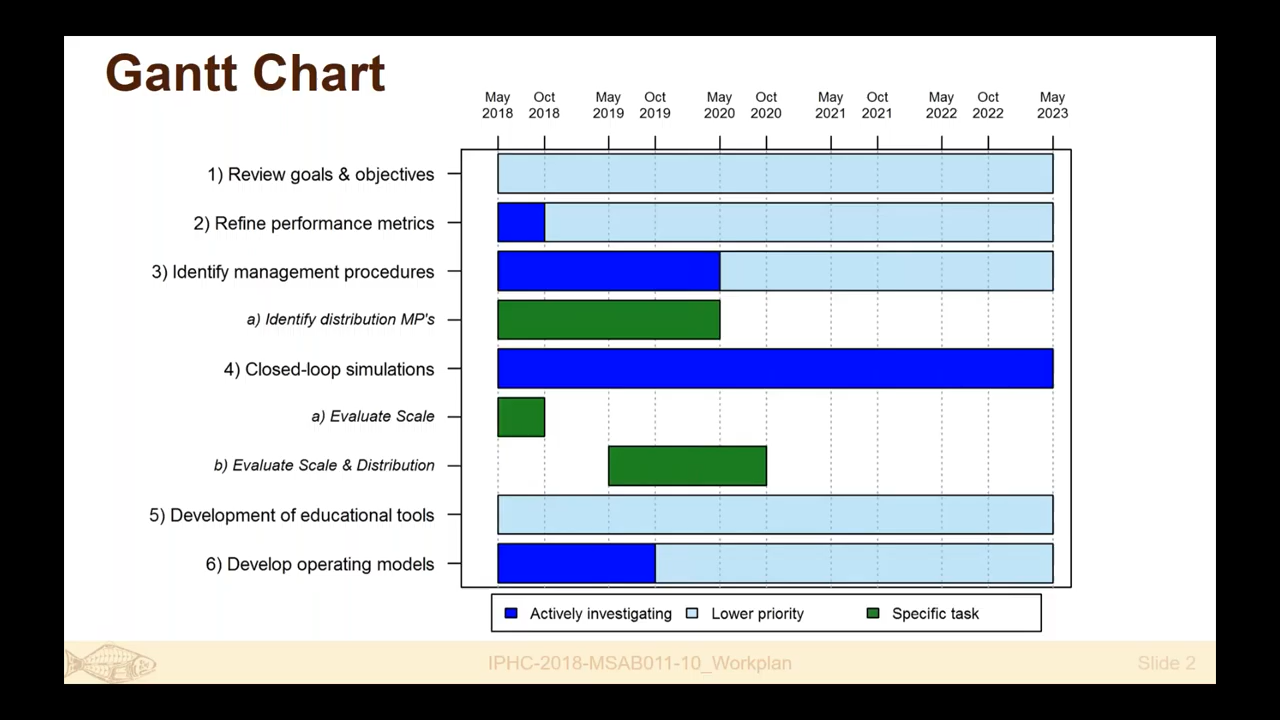 Gantt Chart
May Oct May Oct May Oct May Oct May Oct May
2018 2018 2019 2019 2020 2020 2021 2021 2022 2022 2023
1) Review goals & objectives
2) Refine performance metrics
3) Identify management procedures
a) Identify distribution MP's
4) Closed-loop simulations
a) Evaluate Scale
b) Evaluate Scale & Distribution
5) Development of educational tools
6) Develop operating models
Actively investigating Lower priority Specific task
IPHC-2018-MSAB011-10_Workplan Slide 2